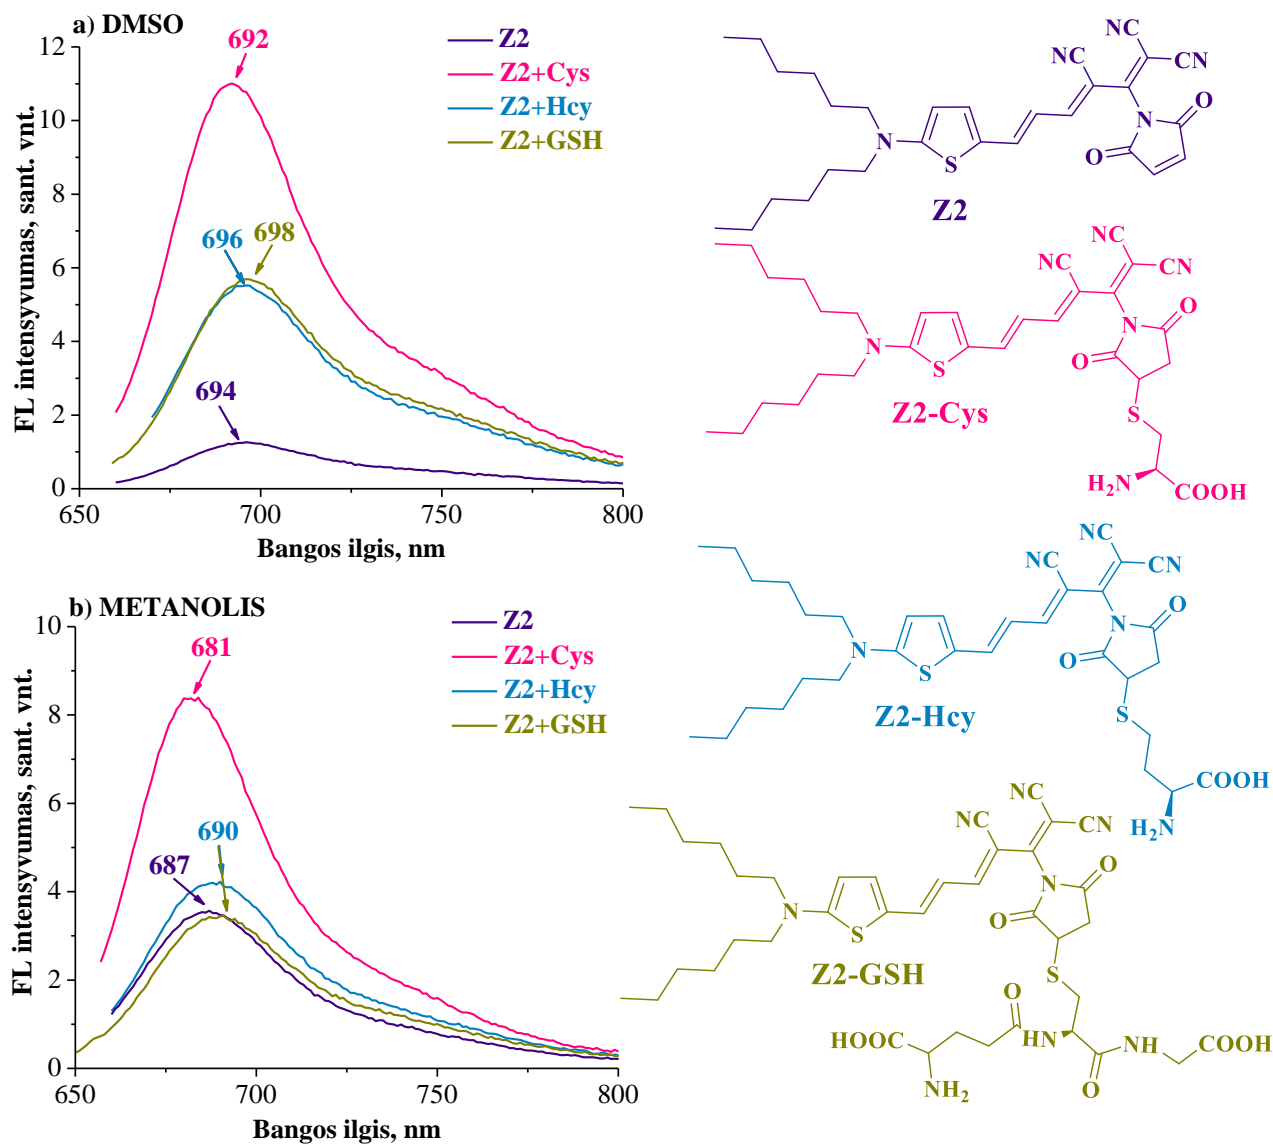 a) DMSO
692
Z2
Z2+Cys
Z2+Hcy
Z2+GSH
696
698
694
12
10
8
6
4
2
0
FL intensyvumas, sant. vnt.
650
700
750
800
Bangos ilgis, nm
b) METANOLIS
681
Z2
Z2+Cys
Z2+Hcy
Z2+GSH
690
687
10
8
6
4
2
0
FL intensyvumas, sant. vnt.
650
700
750
800
Bangos ilgis, nm
NC
CN
NC
CN
N
O
O
N
S
Z2
NC
CN
NC
CN
N
O
O
N
S
S
Z2-Cys
H2N
COOH
NC
CN
NC
CN
N
O
O
N
S
S
Z2-Hcy
COOH
H2N
NC
CN
NC
CN
N
O
O
N
S
S
Z2-GSH
O
HOOC
HN
NH
COOH
NH2
O